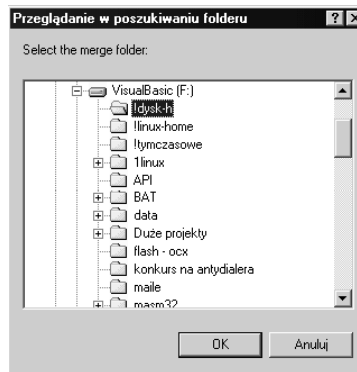 Przeglądanie w poszukiwaniu folderu
Select the merge folder:
VisualBasic (F:)
!dysk-h
!linux-home
!tymczasowe
1linux
API
BAT
data
Duże projekty
flash - ocx
konkurs na antydialera
maile
masm32
OK Anuluj